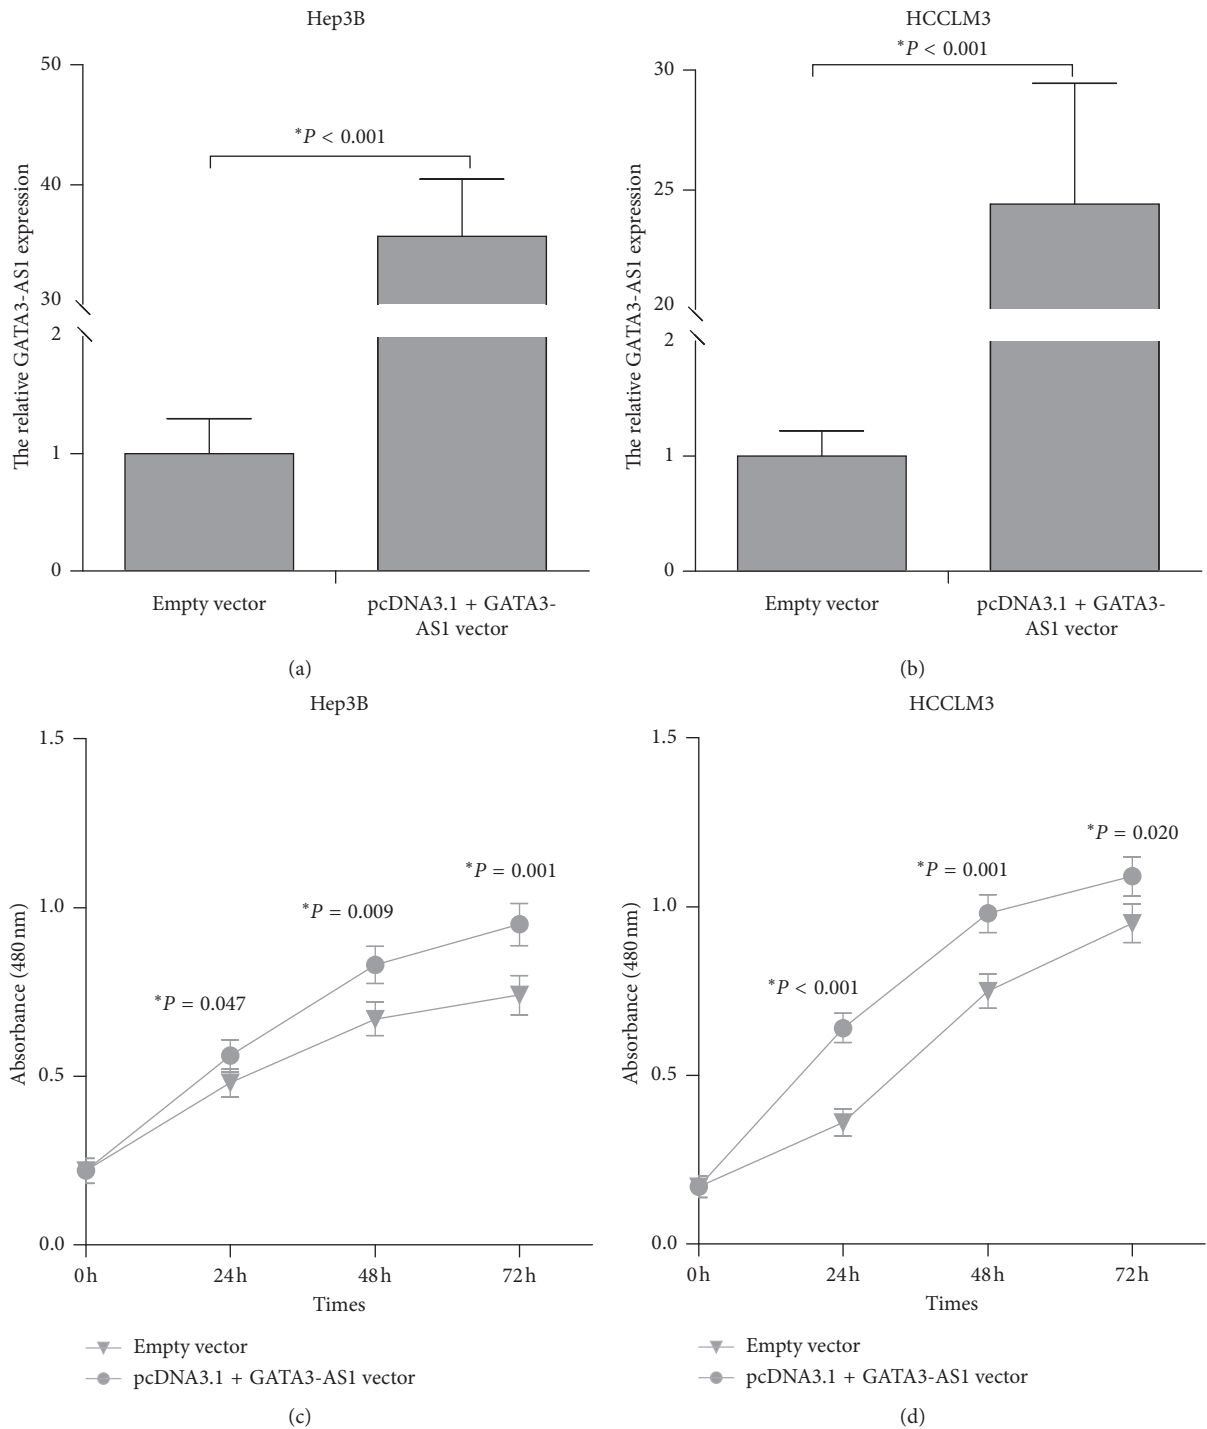 Hep3B
50
40
30
2
1
0
The relative GATA3-AS1 expression
*P < 0.001
Empty vector
pcDNA3.1 + GATA3-
AS1 vector
(a)
HCCLM3
30
25
20
2
1
0
The relative GATA3-AS1 expression
*P < 0.001
Empty vector
pcDNA3.1 + GATA3-
AS1 vector
(b)
Hep3B
1.5
1.0
0.5
0.0
Absorbance (480 nm)
*P = 0.047
*P = 0.009
*P = 0.001
0 h
24 h
48 h
72 h
Times
Empty vector
pcDNA3.1 + GATA3-AS1 vector
(c)
HCCLM3
1.5
1.0
0.5
0.0
Absorbance (480 nm)
*P < 0.001
*P = 0.001
*P = 0.020
0 h
24 h
48 h
72 h
Times
Empty vector
pcDNA3.1 + GATA3-AS1 vector
(d)